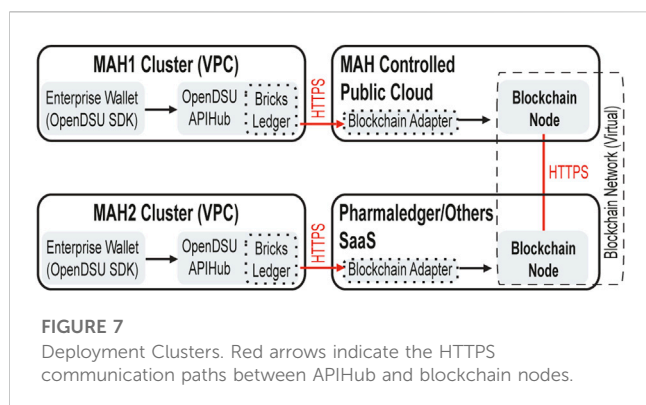 MAH1 Cluster (VPC)
Enterprise Wallet
(OpenDSU SDK)
OpenDSU
APIHub
Bricks
Ledger
HTTPS
MAH Controlled
Public Cloud
Blockchain Adapter
Blockchain
Node
HTTPS
Blockchain Network (Virtual)
MAH2 Cluster (VPC)
Enterprise Wallet
(OpenDSU SDK)
OpenDSU
APIHub
Bricks
Ledger
HTTPS
Pharmaledger/Others
SaaS
Blockchain Adapter
Blockchain
Node
FIGURE 7
Deployment Clusters. Red arrows indicate the HTTPS
communication paths between APIHub and blockchain nodes.